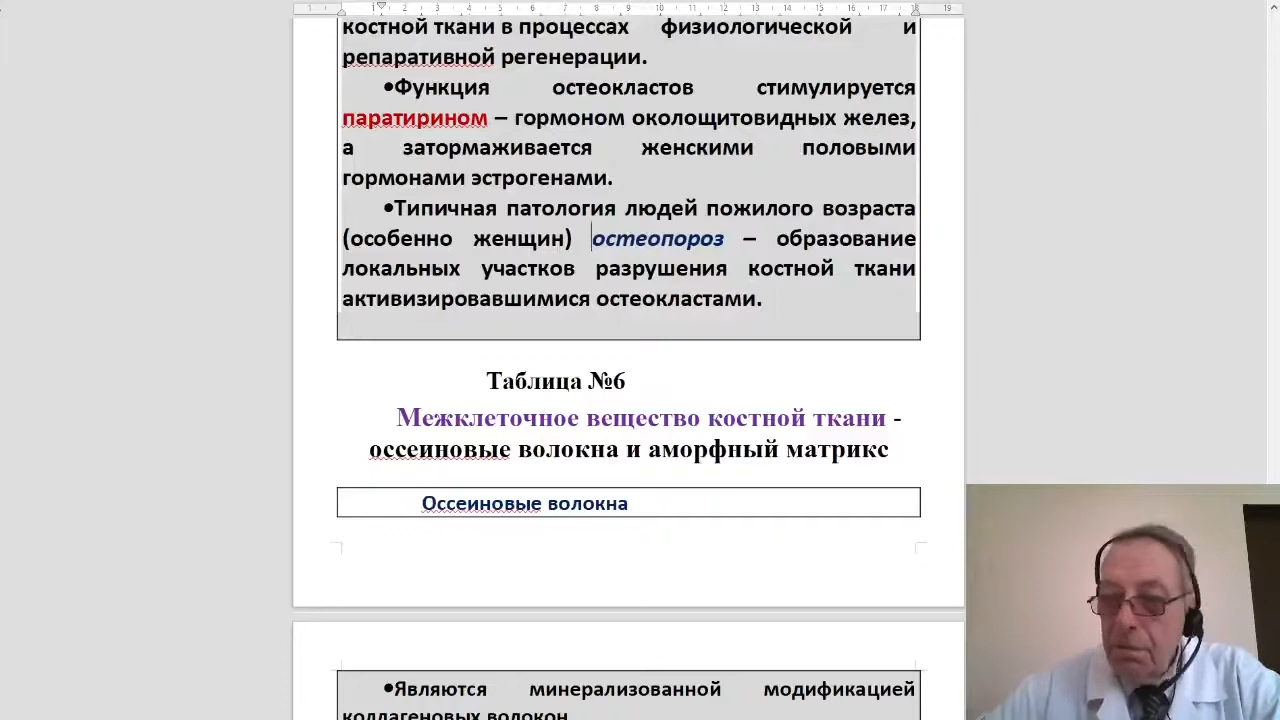 костной ткани в процессах физиологической и
репаративной регенерации.
•Функция остеокластов стимулируется
паратирином – гормоном околощитовидных желез,
а затормаживается женскими половыми
гормонами эстрогенами.
•Типичная патология людей пожилого возраста
(особенно женщин) остеопороз – образование
локальных участков разрушения костной ткани
активизировавшимися остеокластами.
Таблица №6
Межклеточное вещество костной ткани -
оссеиновые волокна и аморфный матрикс
Оссеиновые волокна
•Являются минерализованной модификацией
коллагеновых волокон